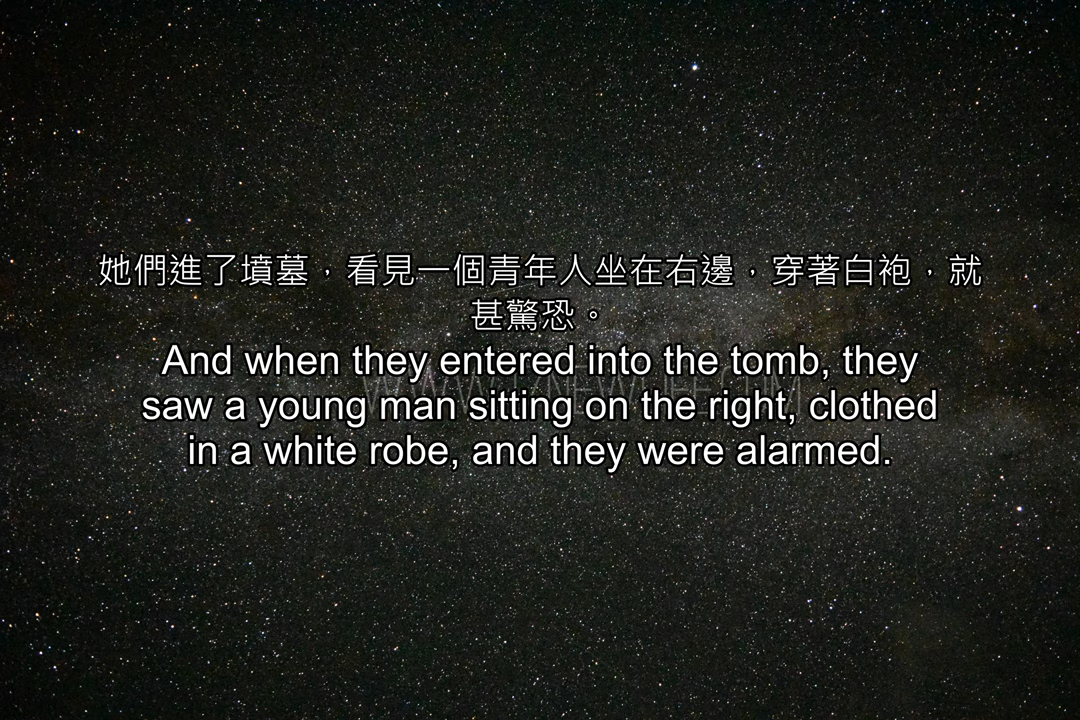 她們進了墳墓，看見一個青年人坐在右邊，穿著白袍，就
甚驚恐。
And when they entered into the tomb, they
saw a young man sitting on the right, clothed
in a white robe, and they were alarmed.